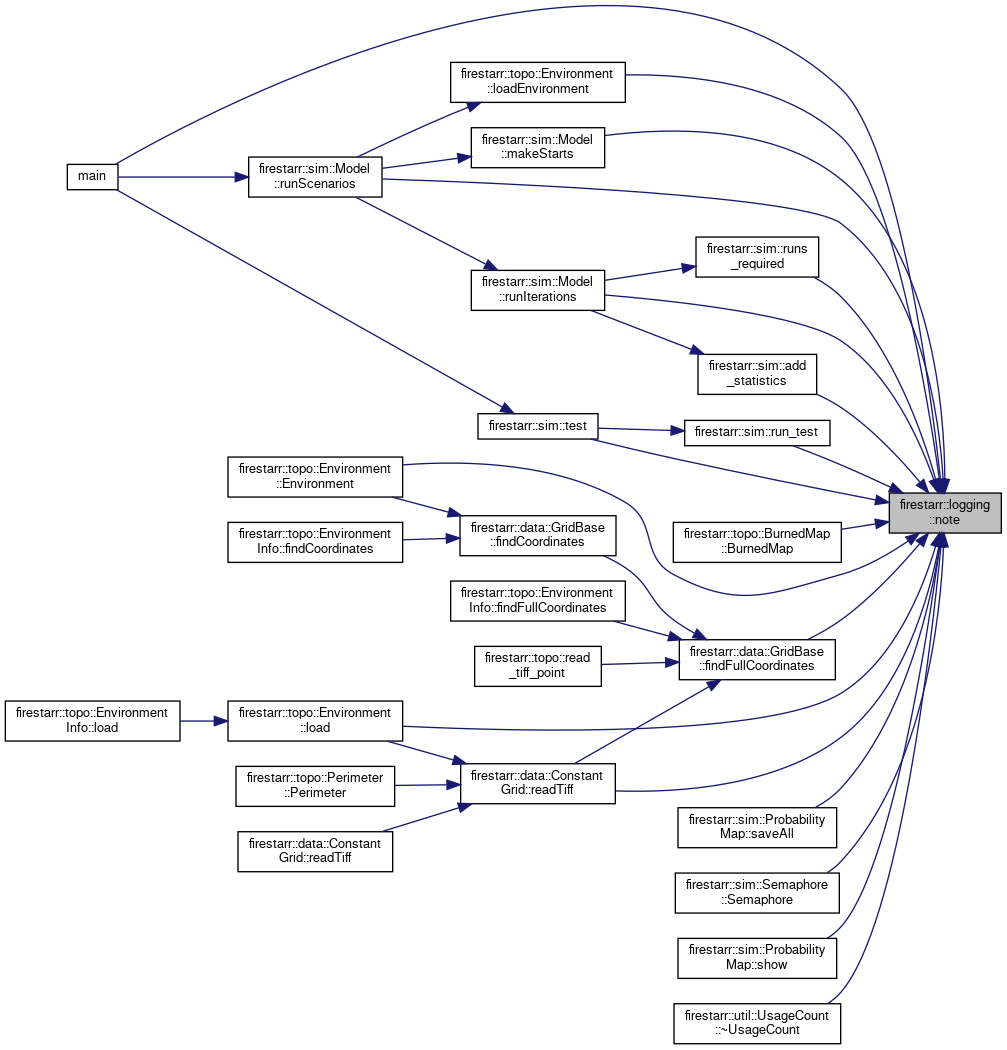 firestarr::topo::Environment
::loadEnvironment
firestarr::sim::Model
::makeStarts
main
firestarr::sim::Model
::runScenarios
firestarr::sim::runs
_required
firestarr::sim::Model
::runIterations
firestarr::sim::add
_statistics
firestarr::sim::test
firestarr::sim::run_test
firestarr::topo::Environment
::Environment
firestarr::logging
::note
firestarr::data::GridBase
::findCoordinates
firestarr::topo::Environment
Info::findCoordinates
firestarr::topo::BurnedMap
::BurnedMap
firestarr::topo::Environment
Info::findFullCoordinates
firestarr::data::GridBase
::findFullCoordinates
firestarr::topo::read
_tiff_point
firestarr::topo::Environment
Info::load
firestarr::topo::Environment
::load
firestarr::topo::Perimeter
::Perimeter
firestarr::data::Constant
Grid::readTiff
firestarr::data::Constant
Grid::readTiff
firestarr::sim::Probability
Map::saveAll
firestarr::sim::Semaphore
::Semaphore
firestarr::sim::Probability
Map::show
firestarr::util::UsageCount
::~UsageCount